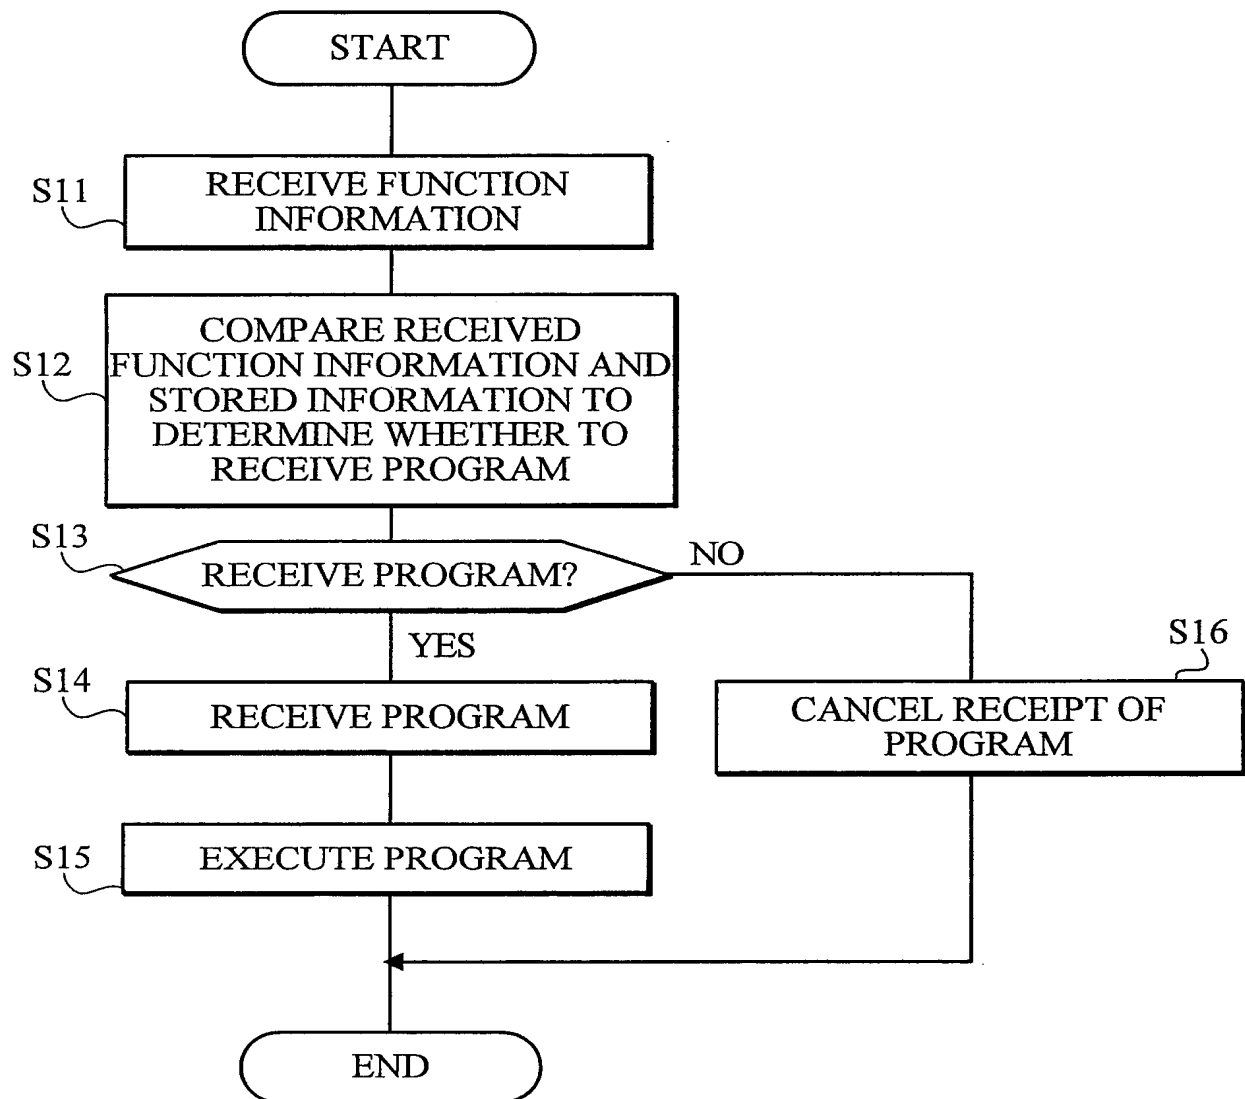 START
S11
RECEIVE FUNCTION
INFORMATION
S12
COMPARE RECEIVED
FUNCTION INFORMATION AND
STORED INFORMATION TO
DETERMINE WHETHER TO
RECEIVE PROGRAM
S13
RECEIVE PROGRAM?
NO
YES
S14
RECEIVE PROGRAM
S16
CANCEL RECEIPT OF
PROGRAM
S15
EXECUTE PROGRAM
END